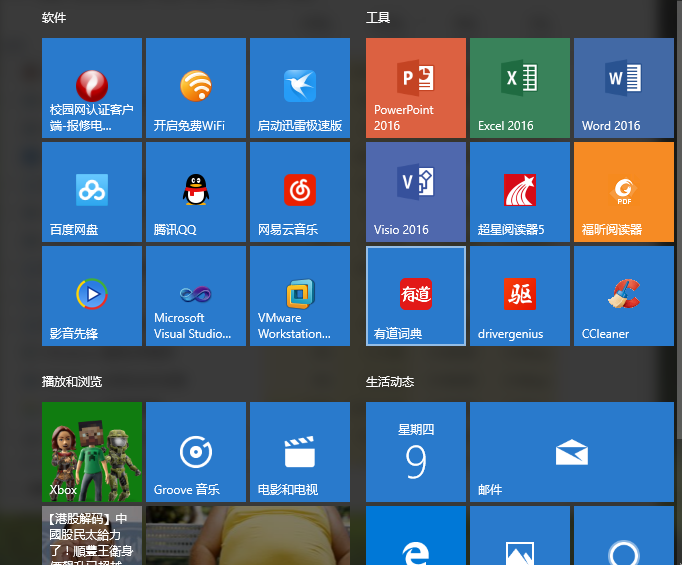 软件
工具
校园网认证客户
端-报修电...
开启免费WiFi
启动迅雷极速版
PowerPoint
2016
Excel 2016
Word 2016
百度网盘
腾讯QQ
网易云音乐
Visio 2016
超星阅读器5
PDF
福昕阅读器
影音先锋
Microsoft
Visual Studio...
VMware
Workstation...
有道
有道词典
驱
drivergenius
CCleaner
播放和浏览
生活动态
Xbox
Groove 音乐
电影和电视
星期四
9
邮件
【港股解码】中
國股民太給力
了！順豐王衛身